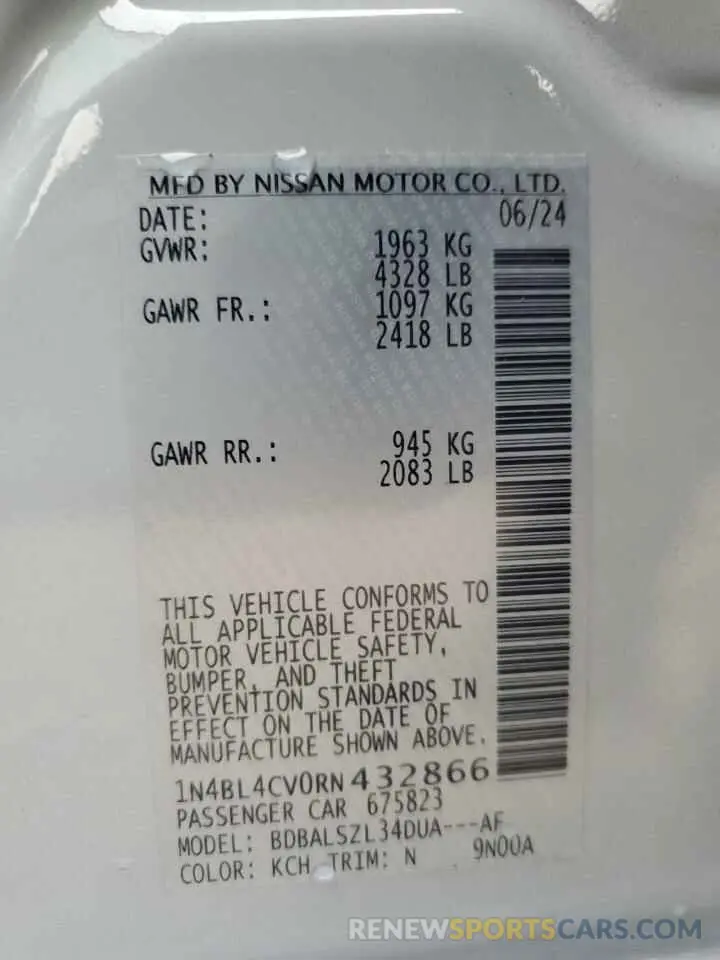 MFD BY NISSAN MOTOR CO., LTD.
DATE: 06/24
GVWR: 1963 KG
4328 LB
GAWR FR.: 1097 KG
2418 LB
GAWR RR.: 945 KG
2083 LB
THIS VEHICLE CONFORMS TO
ALL APPLICABLE FEDERAL
MOTOR VEHICLE SAFETY,
BUMPER, AND THEFT
PREVENTION STANDARDS IN
EFFECT ON THE DATE OF
MANUFACTURE SHOWN ABOVE.
1N4BL4CV0RN432866
PASSENGER CAR 675823
MODEL: BDBALSZL34DUA---AF
COLOR: KCH TRIM: N 9N00A
RENEWSPORTSCARS.COM